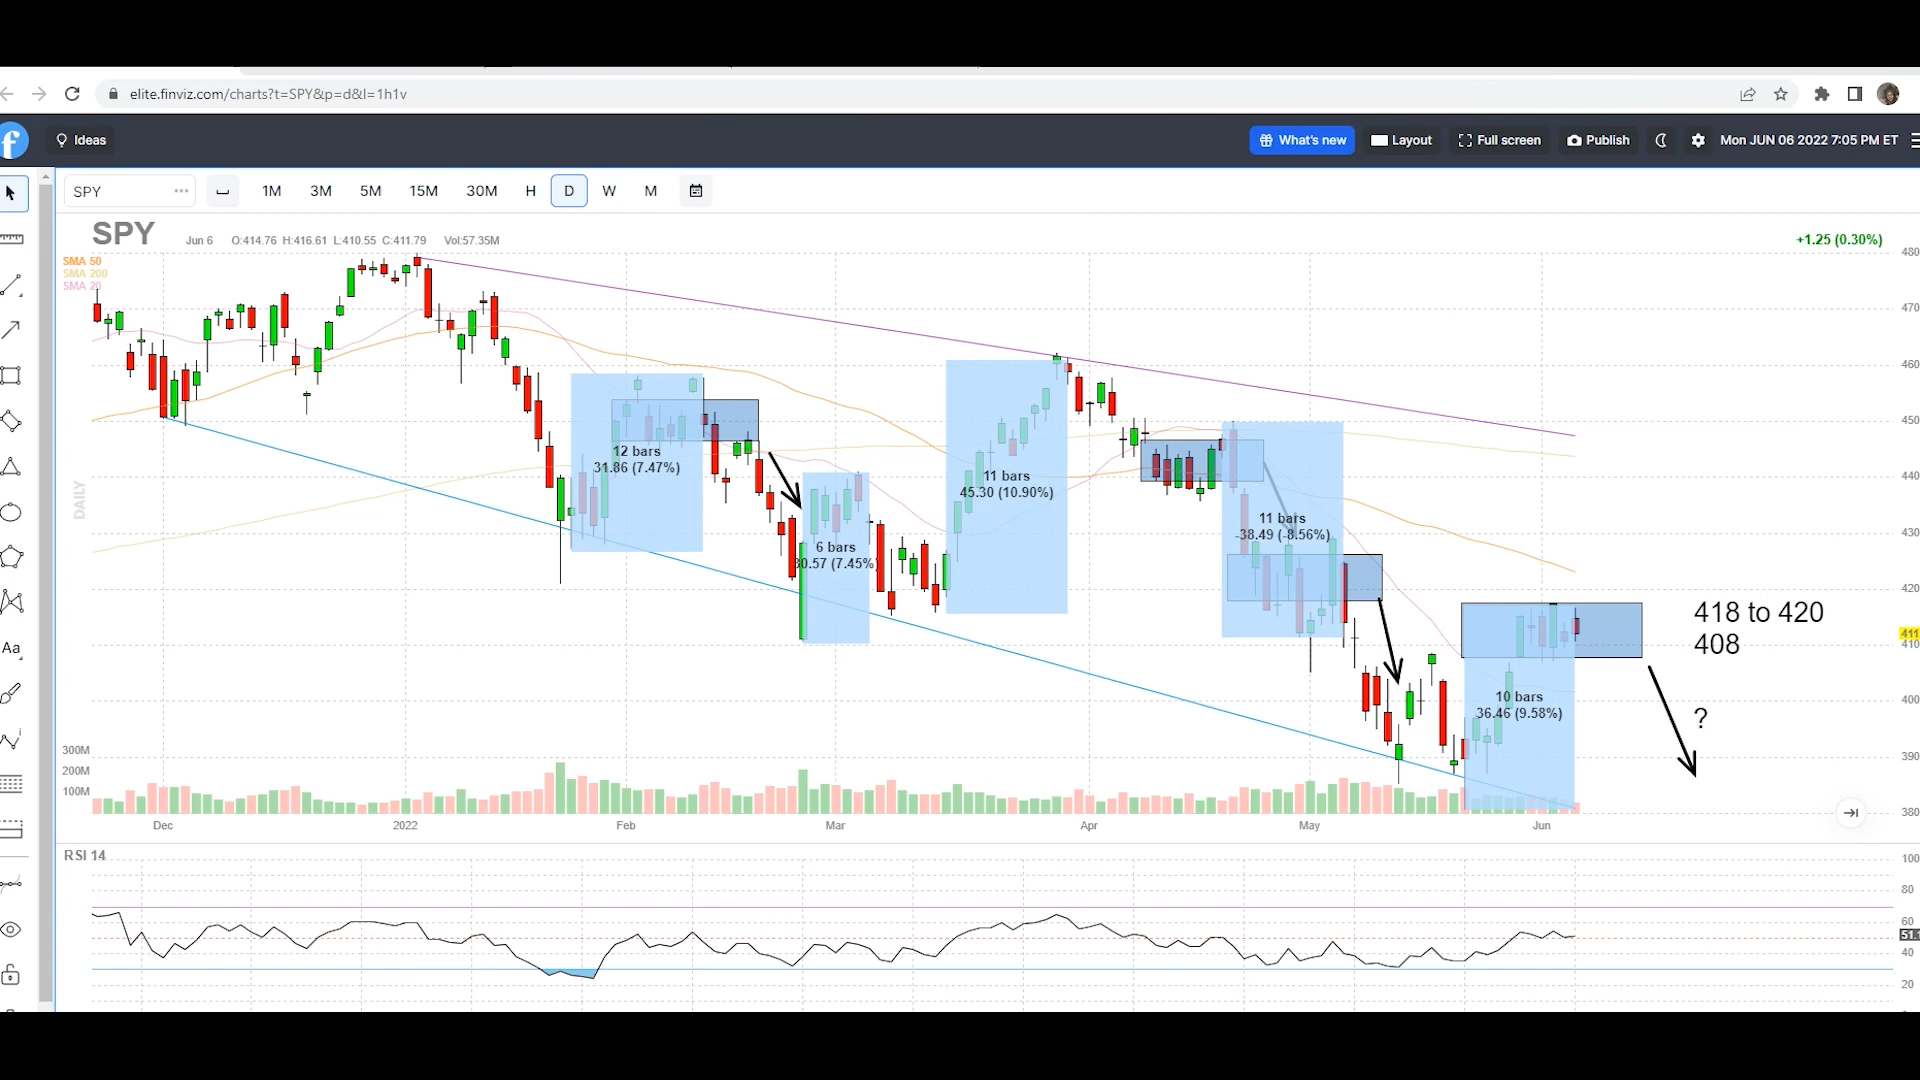 elite.finviz.com/charts?t=SPY&p=d&l=1h1v
f Ideas What's new Layout Full screen Publish Mon JUN 06 2022 7:05 PM ET
SPY ••• 1M 3M 5M 15M 30M H D W M
SPY Jun 6 O:414.76 H:416.61 L:410.55 C:411.79 Vol:57.35M +1.25 (0.30%)
SMA 50
SMA 200
SMA 20
480
470
460
450
440
430
420
411
410
400
390
380
DAILY
12 bars
31.86 (7.47%)
6 bars
30.57 (7.45%)
11 bars
45.30 (10.90%)
11 bars
-38.49 (-8.56%)
10 bars
36.46 (9.58%)
418 to 420
408
?
Aa
300M
200M
100M
Dec 2022 Feb Mar Apr May Jun
RSI 14
100
80
60
51.1
40
20